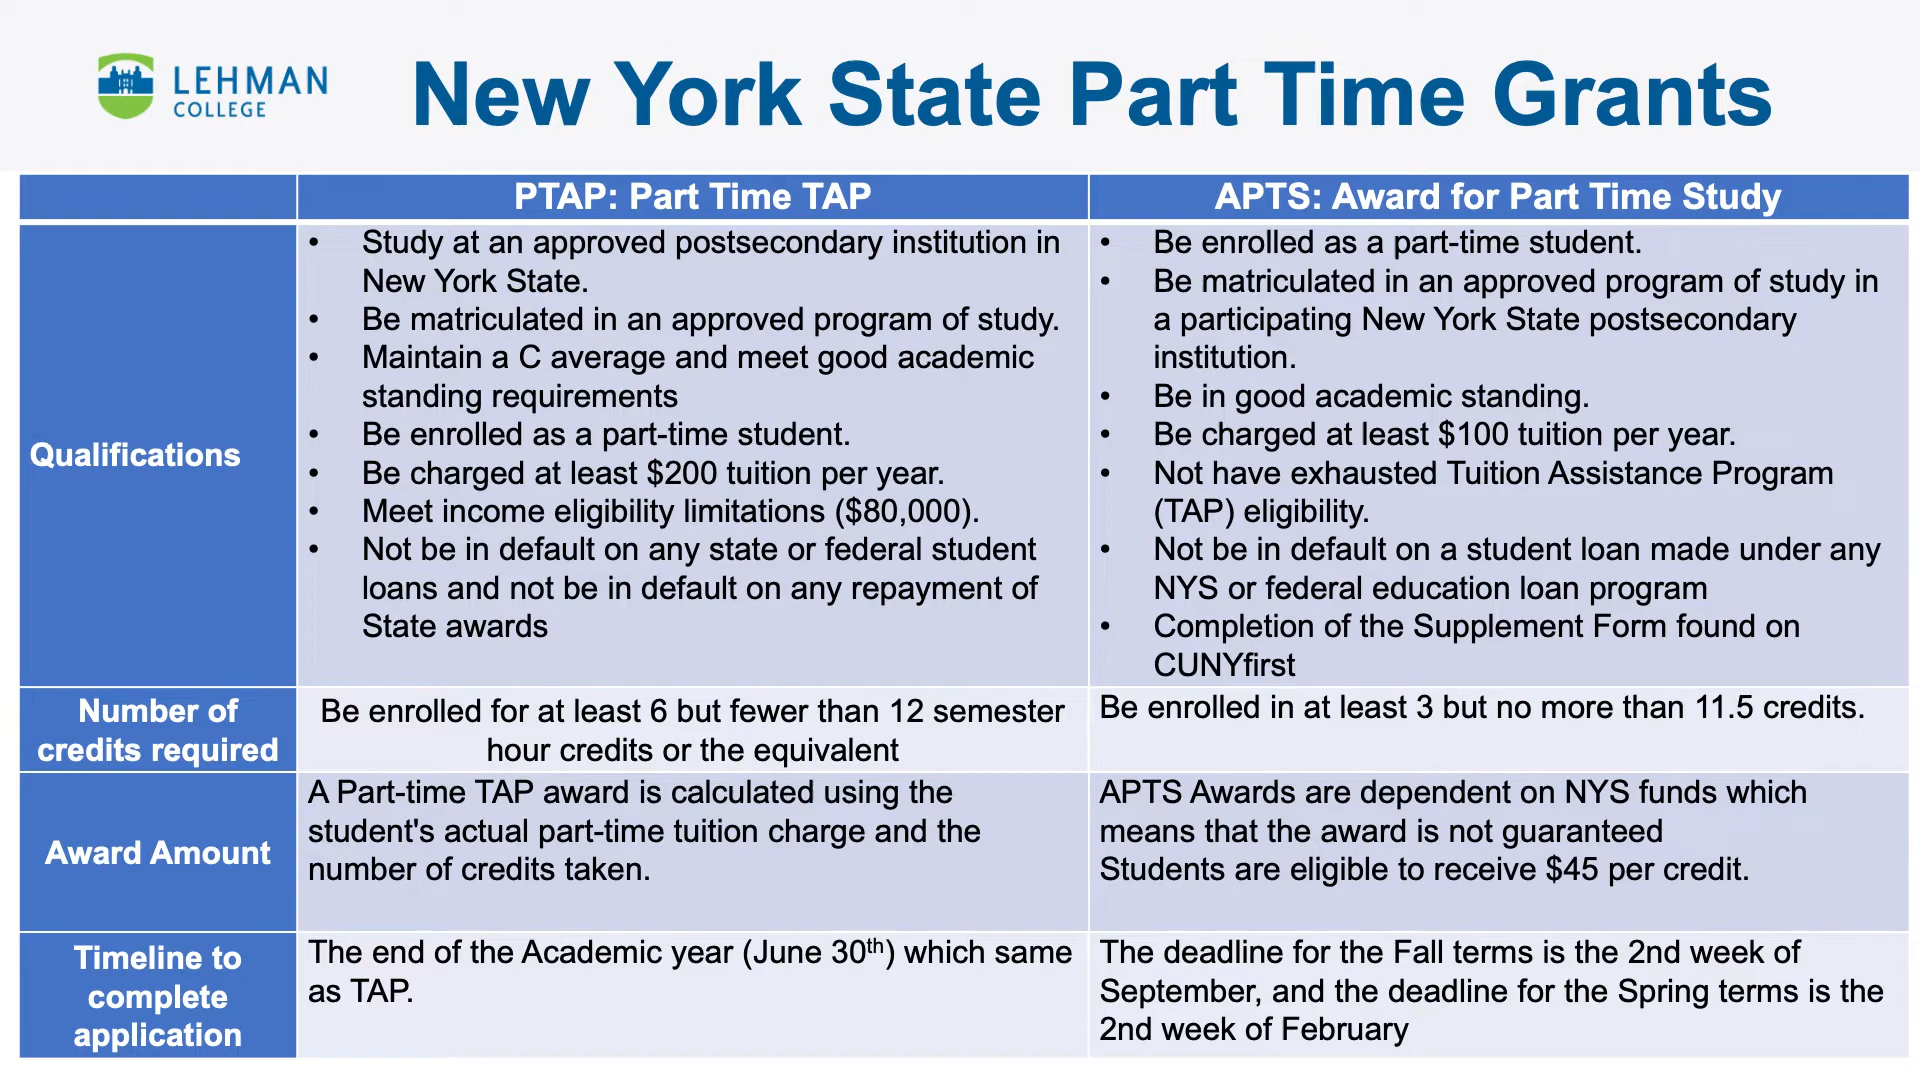 LEHMAN
COLLEGE
New York State Part Time Grants
PTAP: Part Time TAP
APTS: Award for Part Time Study
Qualifications
• Study at an approved postsecondary institution in
New York State.
• Be matriculated in an approved program of study.
• Maintain a C average and meet good academic
standing requirements
• Be enrolled as a part-time student.
• Be charged at least $200 tuition per year.
• Meet income eligibility limitations ($80,000).
• Not be in default on any state or federal student
loans and not be in default on any repayment of
State awards
• Be enrolled as a part-time student.
• Be matriculated in an approved program of study in
a participating New York State postsecondary
institution.
• Be in good academic standing.
• Be charged at least $100 tuition per year.
• Not have exhausted Tuition Assistance Program
(TAP) eligibility.
• Not be in default on a student loan made under any
NYS or federal education loan program
• Completion of the Supplement Form found on
CUNYfirst
Number of
credits required
Be enrolled for at least 6 but fewer than 12 semester
hour credits or the equivalent
Be enrolled in at least 3 but no more than 11.5 credits.
Award Amount
A Part-time TAP award is calculated using the
student's actual part-time tuition charge and the
number of credits taken.
APTS Awards are dependent on NYS funds which
means that the award is not guaranteed
Students are eligible to receive $45 per credit.
Timeline to
complete
application
The end of the Academic year (June 30th) which same
as TAP.
The deadline for the Fall terms is the 2nd week of
September, and the deadline for the Spring terms is the
2nd week of February